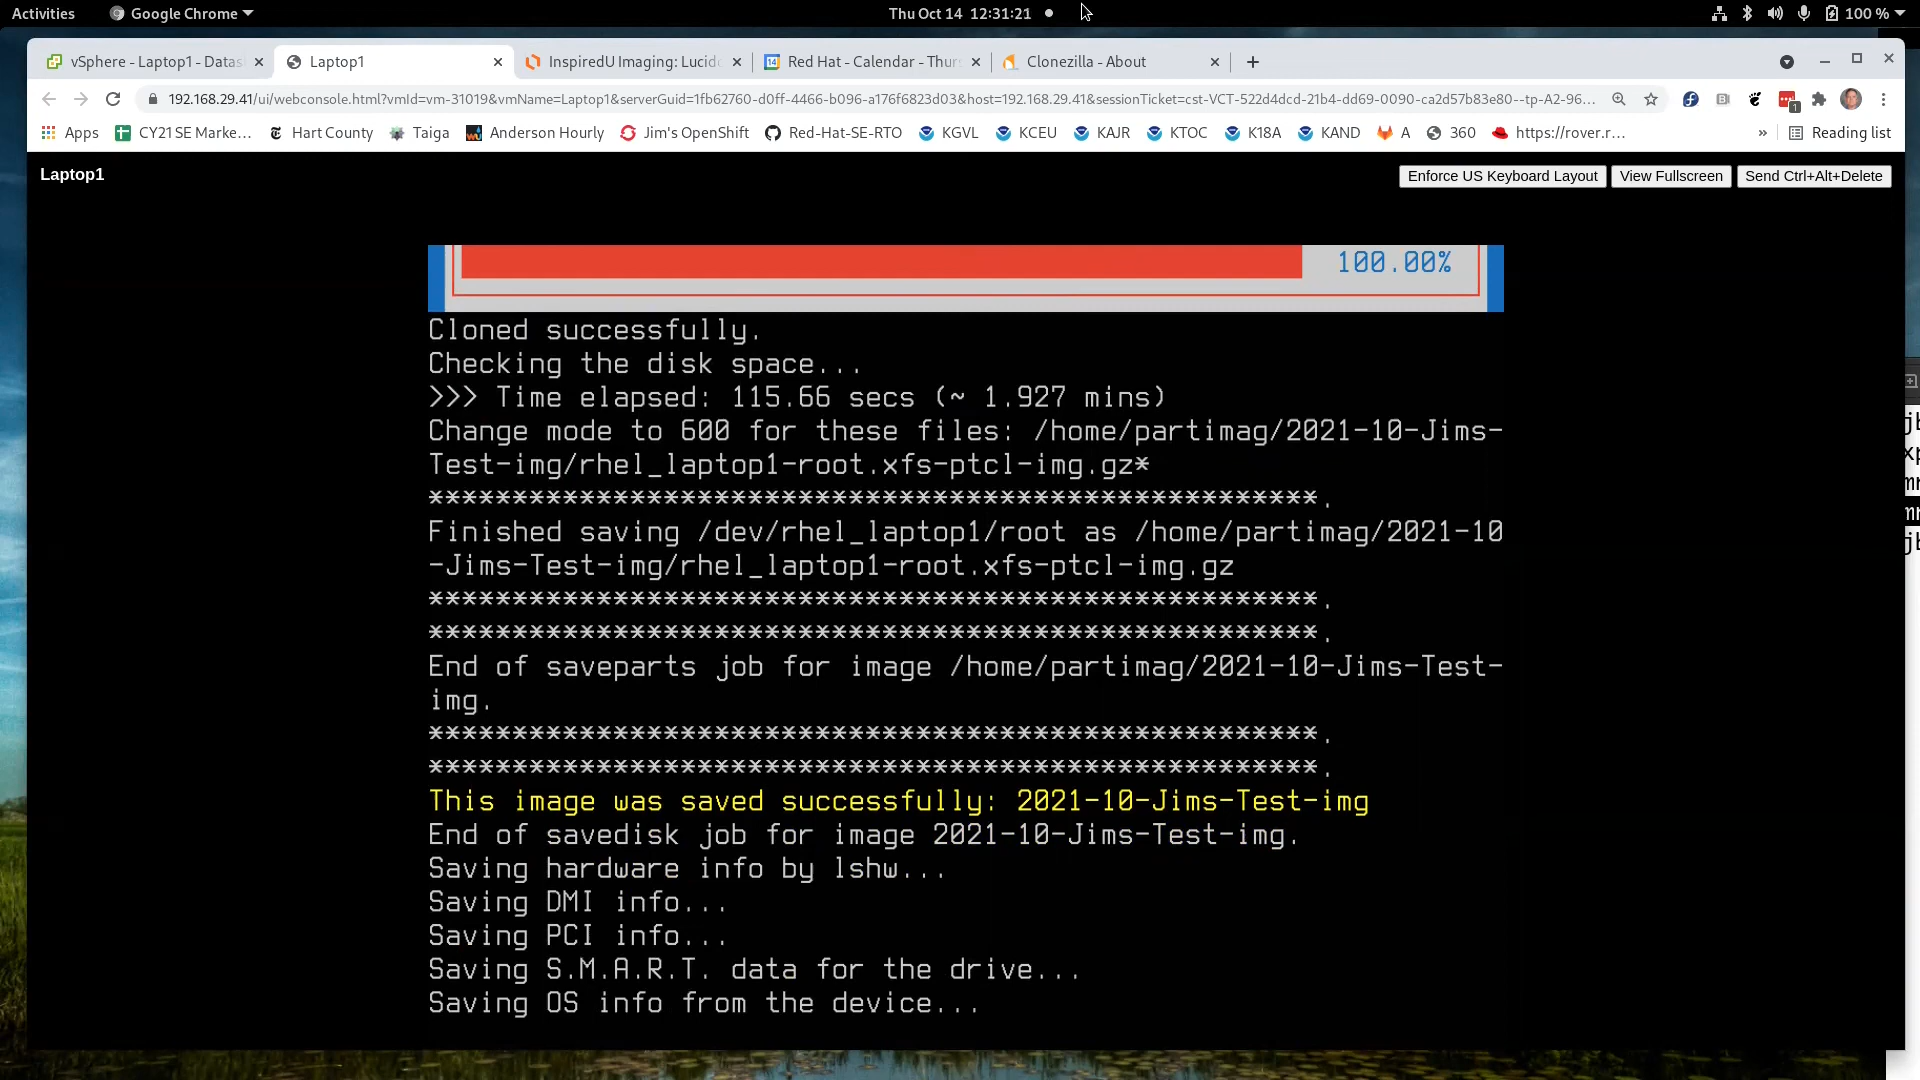 Activities Google Chrome Thu Oct 14 12:31:21 100 %
vSphere - Laptop1 - Datas Laptop1 InspiredU Imaging: Lucid Red Hat - Calendar - Thur Clonezilla - About
192.168.29.41/ui/webconsole.html?vmId=vm-31019&vmName=Laptop1&serverGuid=1fb62760-d0ff-4466-b096-a176f6823d03&host=192.168.29.41&sessionTicket=cst-VCT-522d4dcd-21b4-dd69-0090-ca2d57b83e80--tp-A2-96... 1
Apps CY21 SE Marke... Hart County Taiga Anderson Hourly Jim's OpenShift Red-Hat-SE-RTO KGVL KCEU KAJR KTOC K18A KAND A 360 https://rover.r... » Reading list
Laptop1 Enforce US Keyboard Layout View Fullscreen Send Ctrl+Alt+Delete
100.00%
Cloned successfully.
Checking the disk space...
>>> Time elapsed: 115.66 secs (~ 1.927 mins)
Change mode to 600 for these files: /home/partimag/2021-10-Jims-
Test-img/rhel_laptop1-root.xfs-ptcl-img.gz*
*****************************************************.
Finished saving /dev/rhel_laptop1/root as /home/partimag/2021-10
-Jims-Test-img/rhel_laptop1-root.xfs-ptcl-img.gz
*****************************************************.
*****************************************************.
End of saveparts job for image /home/partimag/2021-10-Jims-Test-
img.
*****************************************************.
*****************************************************.
This image was saved successfully: 2021-10-Jims-Test-img
End of savedisk job for image 2021-10-Jims-Test-img.
Saving hardware info by lshw...
Saving DMI info...
Saving PCI info...
Saving S.M.A.R.T. data for the drive...
Saving OS info from the device...